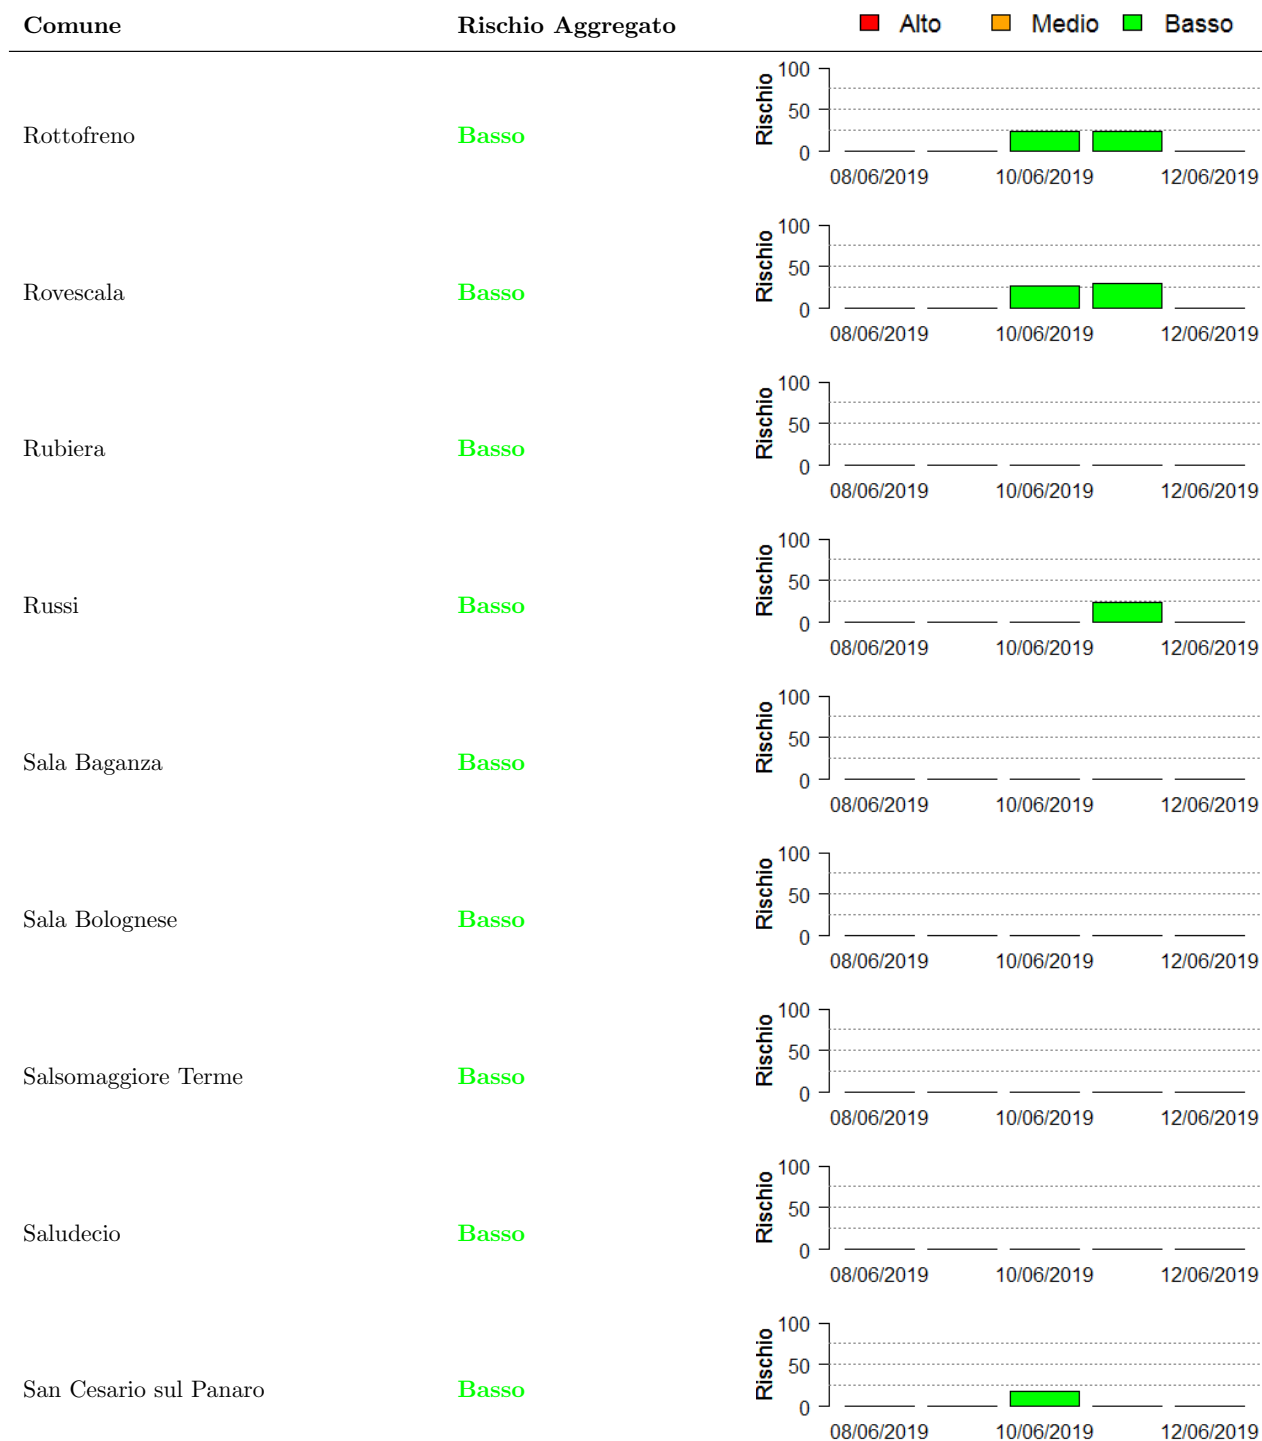 Comune Rischio Aggregato Alto Medio Basso
100
50
0
Rischio
Rottofreno Basso
08/06/2019 10/06/2019 12/06/2019
100
50
0
Rischio
Rovescala Basso
08/06/2019 10/06/2019 12/06/2019
100
50
0
Rischio
Rubiera Basso
08/06/2019 10/06/2019 12/06/2019
100
50
0
Rischio
Russi Basso
08/06/2019 10/06/2019 12/06/2019
100
50
0
Rischio
Sala Baganza Basso
08/06/2019 10/06/2019 12/06/2019
100
50
0
Rischio
Sala Bolognese Basso
08/06/2019 10/06/2019 12/06/2019
100
50
0
Rischio
Salsomaggiore Terme Basso
08/06/2019 10/06/2019 12/06/2019
100
50
0
Rischio
Saludecio Basso
08/06/2019 10/06/2019 12/06/2019
100
50
0
Rischio
San Cesario sul Panaro Basso
08/06/2019 10/06/2019 12/06/2019